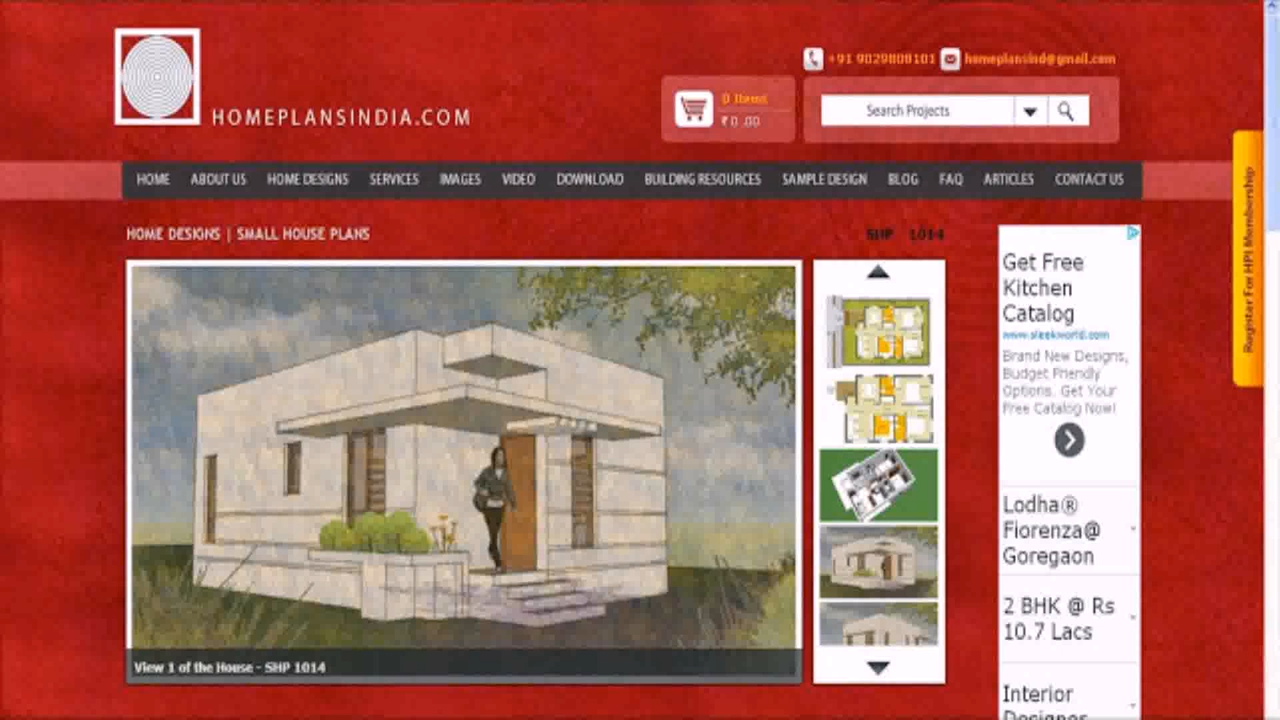 +91 9029808101 homeplansind@gmail.com
HOMEPLANSINDIA.COM
0 Items
₹ 0 .00
Search Projects
HOME ABOUT US HOME DESIGNS SERVICES IMAGES VIDEO DOWNLOAD BUILDING RESOURCES SAMPLE DESIGN BLOG FAQ ARTICLES CONTACT US
Register For HPI Membership
HOME DESIGNS | SMALL HOUSE PLANS
SHP 1014
View 1 of the House - SHP 1014
Get Free
Kitchen
Catalog
www.sleekworld.com
Brand New Designs,
Budget Friendly
Options. Get Your
Free Catalog Now!
Lodha®
Fiorenza@
Goregaon
2 BHK @ Rs
10.7 Lacs
Interior
Designer